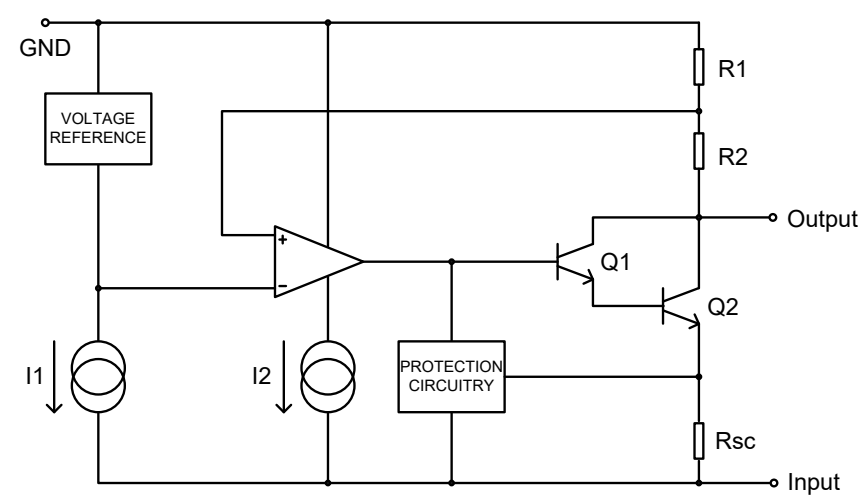 GND
R1
VOLTAGE
REFERENCE
R2
Output
+
−
Q1
Q2
I1
I2
PROTECTION
CIRCUITRY
Rsc
Input